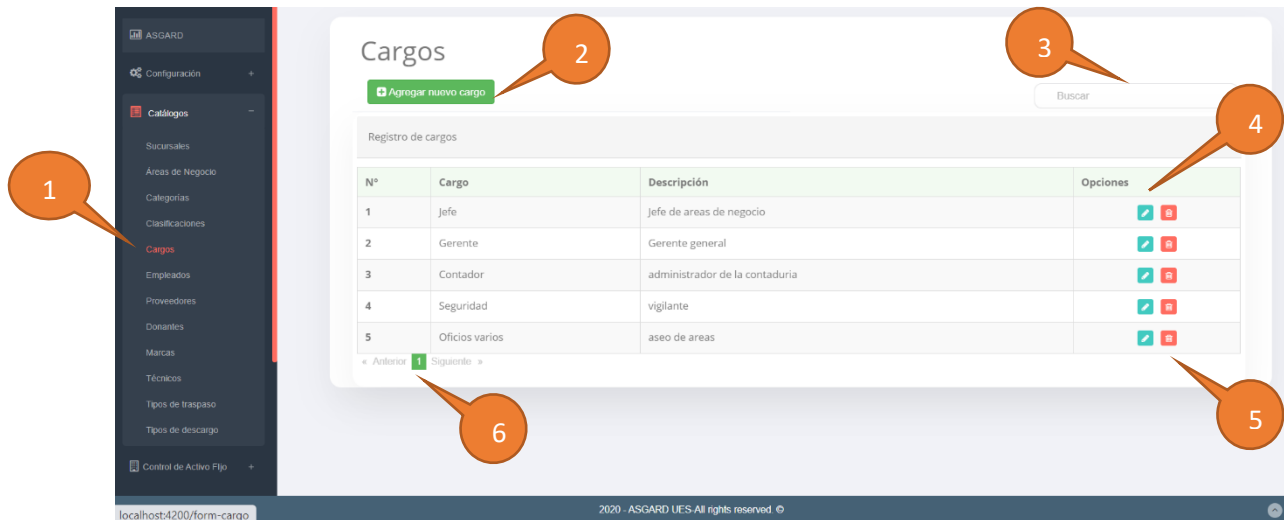 ASGARD
Configuración +
Catálogos −
Sucursales
Áreas de Negocio
Categorías
Clasificaciones
Cargos
Empleados
Proveedores
Donantes
Marcas
Técnicos
Tipos de traspaso
Tipos de descargo
Control de Activo FIjo +
localhost:4200/form-cargo
1
Cargos
2
3
Agregar nuevo cargo
Buscar
4
Registro de cargos
Nº Cargo Descripción Opciones
1 Jefe Jefe de areas de negocio
2 Gerente Gerente general
3 Contador administrador de la contaduria
4 Seguridad vigilante
5 Oficios varios aseo de areas
« Anterior 1 Siguiente »
5
6
2020 - ASGARD UES-All rights reserved. ©